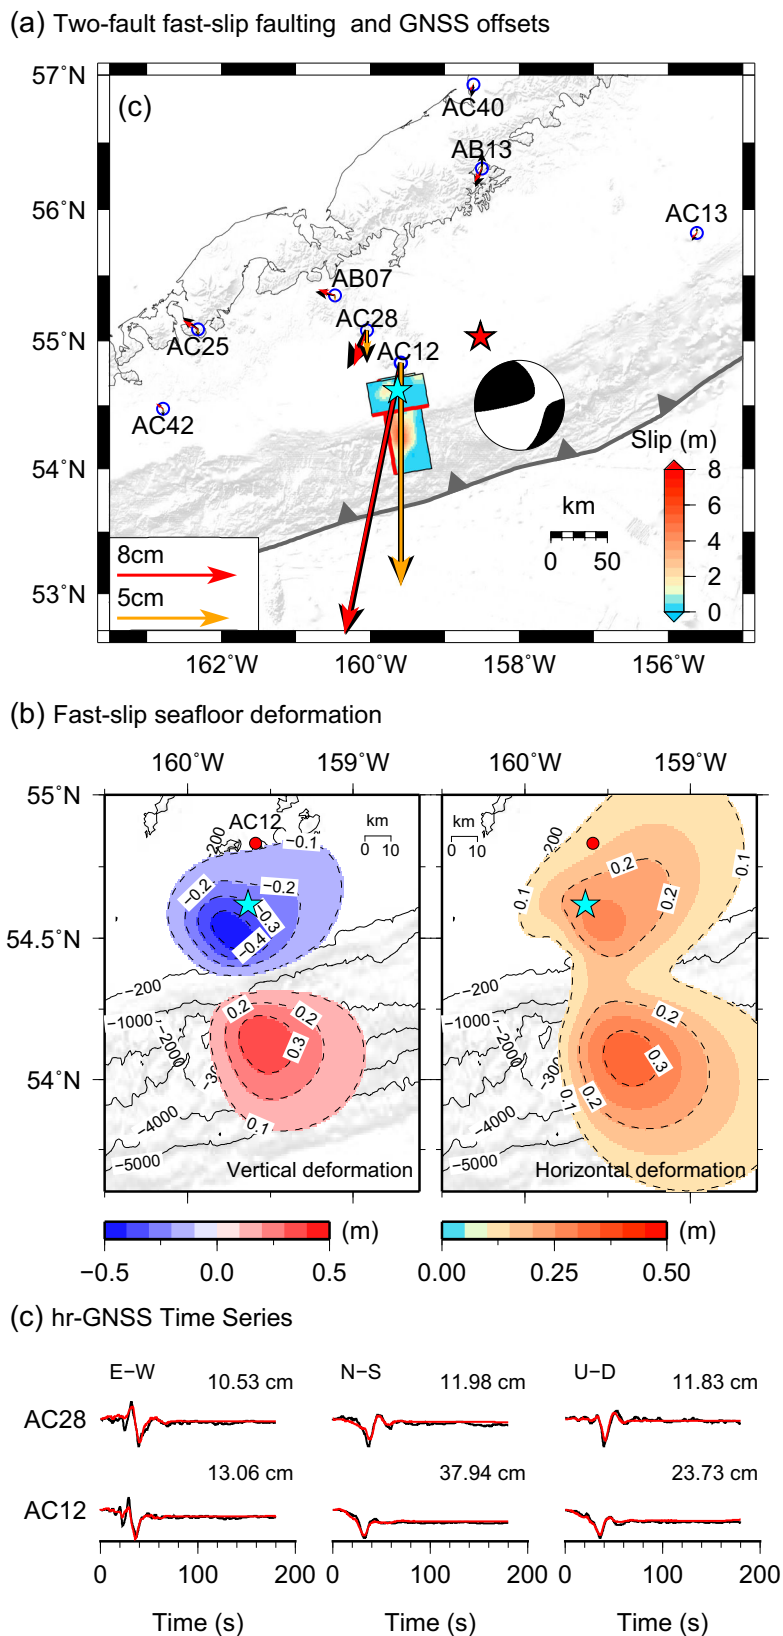 (a) Two-fault fast-slip faulting and GNSS offsets
57˚N
56˚N
55˚N
54˚N
53˚N
(c)
AC40
AB13
AC13
AB07
AC28
AC25
AC12
AC42
Slip (m)
8
6
4
2
0
km
0 50
8cm
5cm
162˚W 160˚W 158˚W 156˚W
(b) Fast-slip seafloor deformation
160˚W 159˚W 160˚W 159˚W
55˚N
54.5˚N
54˚N
AC12
km
0 10
−200
−0.1
−0.2
−0.2
−0.3
−0.4
−200
−1000
−2000
−4000
−5000
0.2
0.2
0.3
0.1
Vertical deformation
km
0 10
−200
0.1
0.2
0.2
0.1
−200
−1000
−2000
−4000
−5000
0.2
0.3
0.2
0.1
Horizontal deformation
−0.5 0.0 0.5 (m)
0.00 0.25 0.50 (m)
(c) hr-GNSS Time Series
E−W N−S U−D
10.53 cm 11.98 cm 11.83 cm
AC28
13.06 cm 37.94 cm 23.73 cm
AC12
0 100 200 0 100 200 0 100 200
Time (s) Time (s) Time (s)